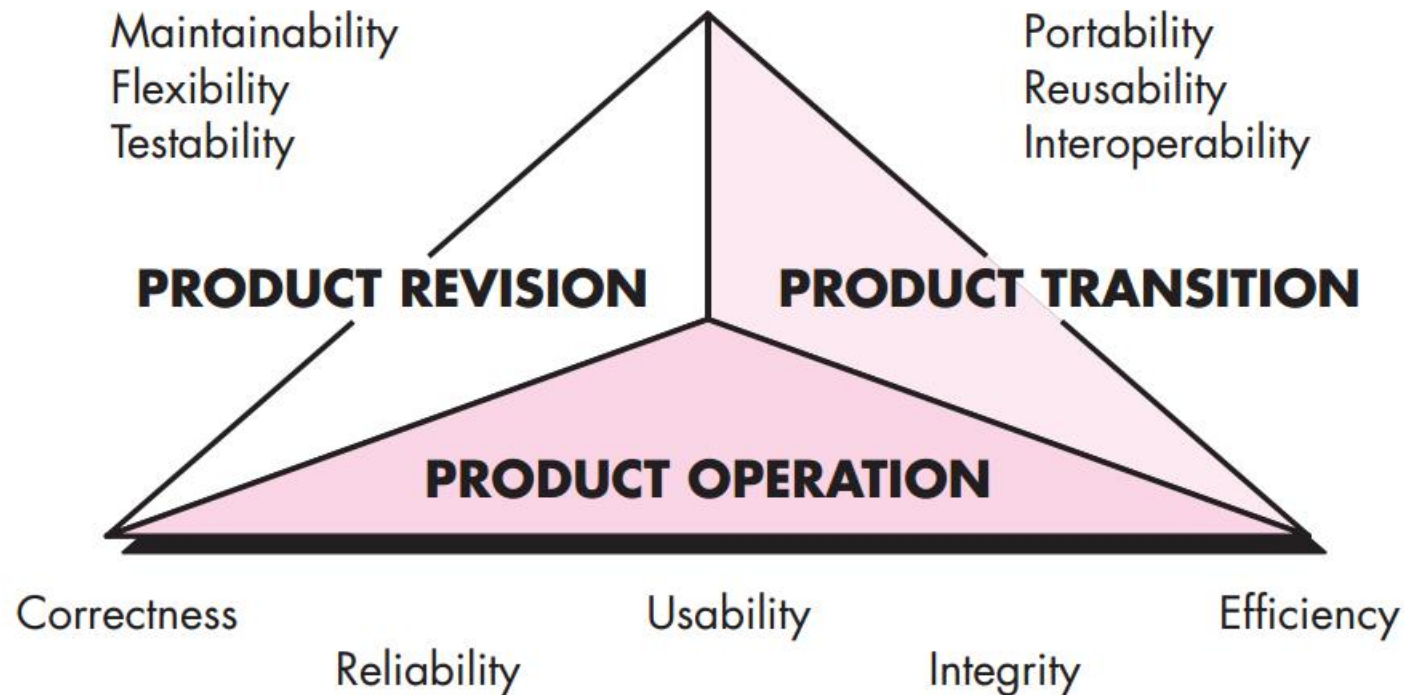 Maintainability
Flexibility
Testability
Portability
Reusability
Interoperability
PRODUCT REVISION
PRODUCT TRANSITION
PRODUCT OPERATION
Correctness
Usability
Efficiency
Reliability
Integrity